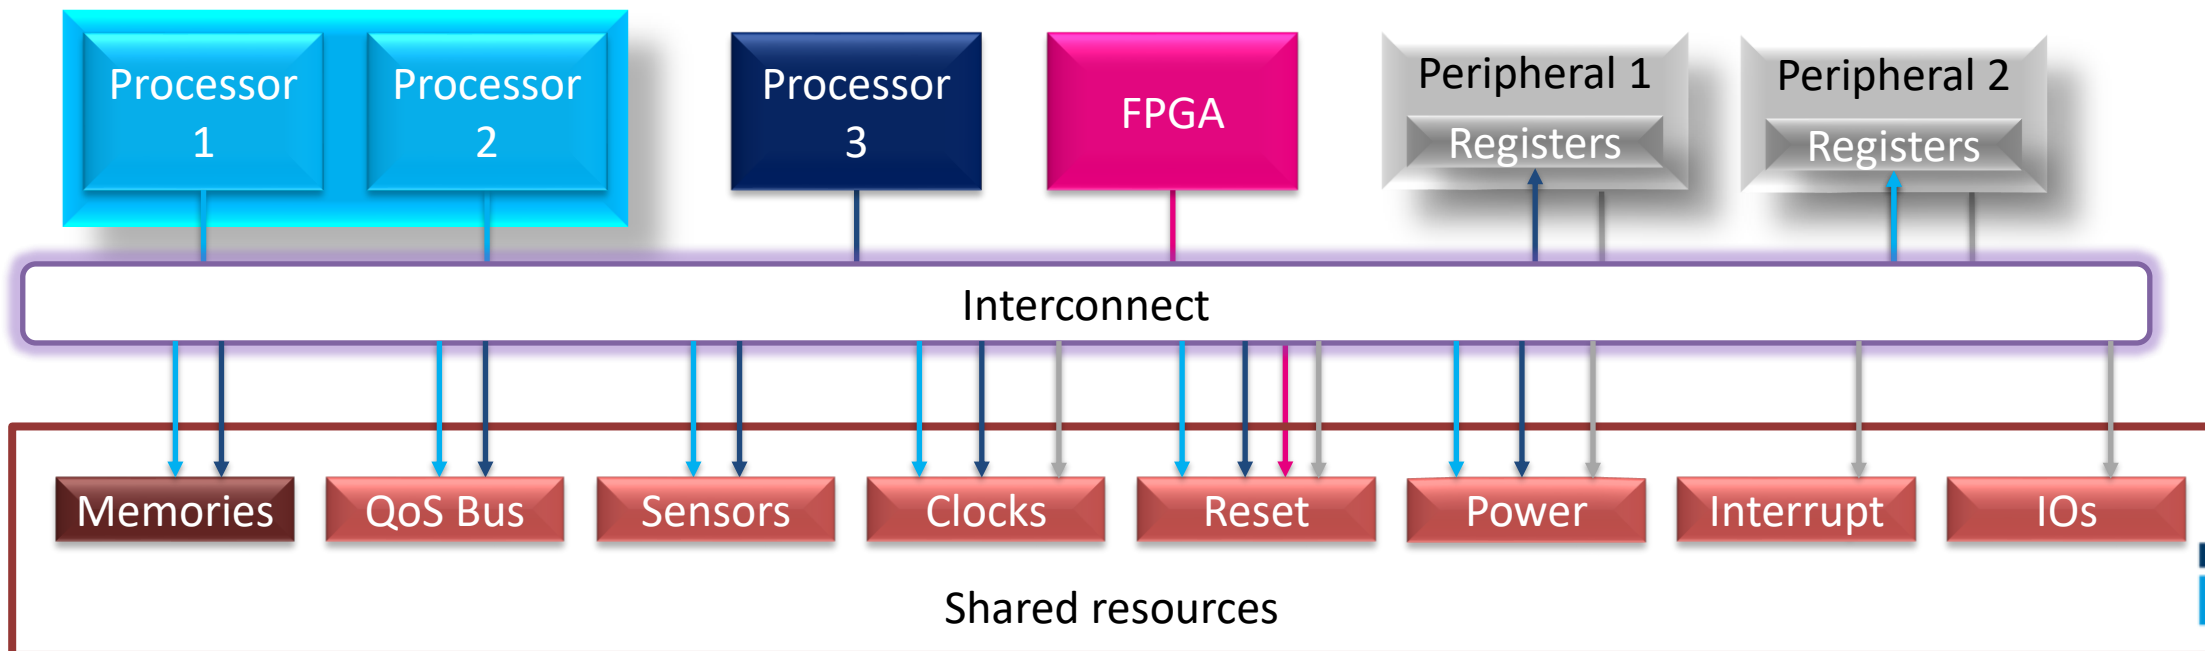 Processor
1
Processor
2
Processor
3
FPGA
Peripheral 1
Registers
Peripheral 2
Registers
Interconnect
Memories
QoS Bus
Sensors
Clocks
Reset
Power
Interrupt
IOs
Shared resources